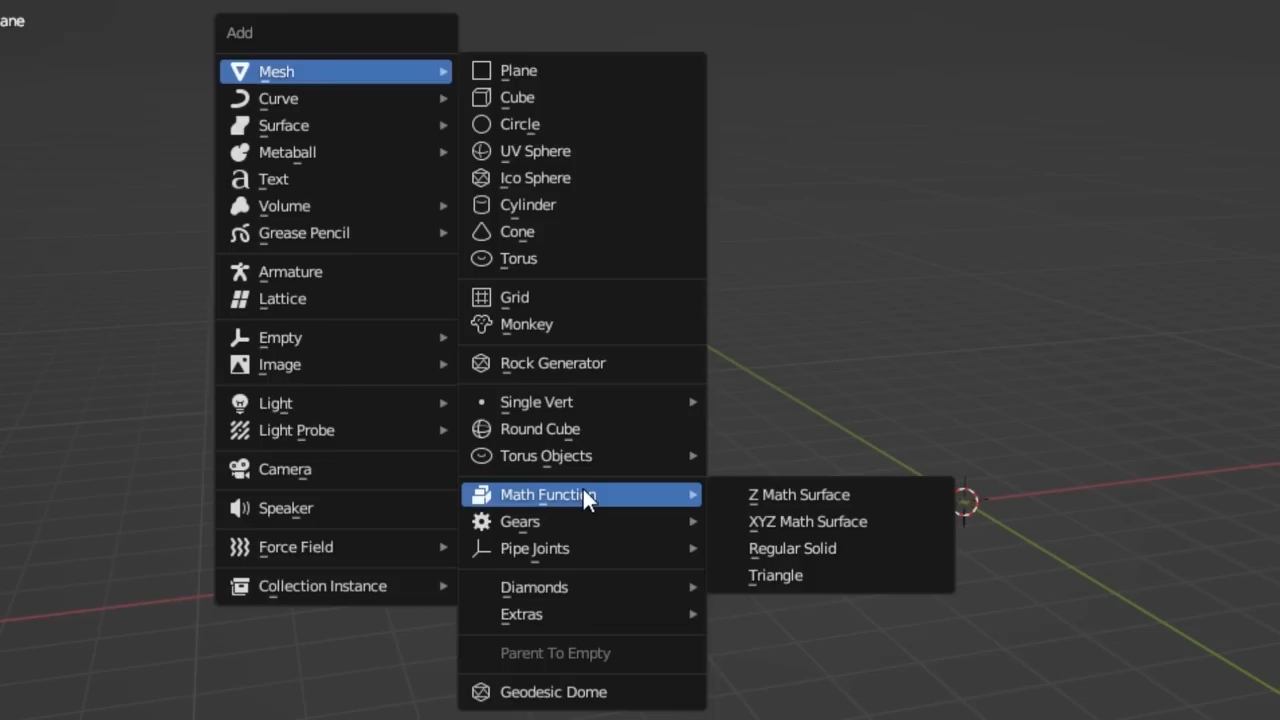 ane
Add
Mesh
Curve
Surface
Metaball
Text
Volume
Grease Pencil
Armature
Lattice
Empty
Image
Light
Light Probe
Camera
Speaker
Force Field
Collection Instance
Plane
Cube
Circle
UV Sphere
Ico Sphere
Cylinder
Cone
Torus
Grid
Monkey
Rock Generator
Single Vert
Round Cube
Torus Objects
Math Function
Gears
Pipe Joints
Diamonds
Extras
Parent To Empty
Geodesic Dome
Z Math Surface
XYZ Math Surface
Regular Solid
Triangle